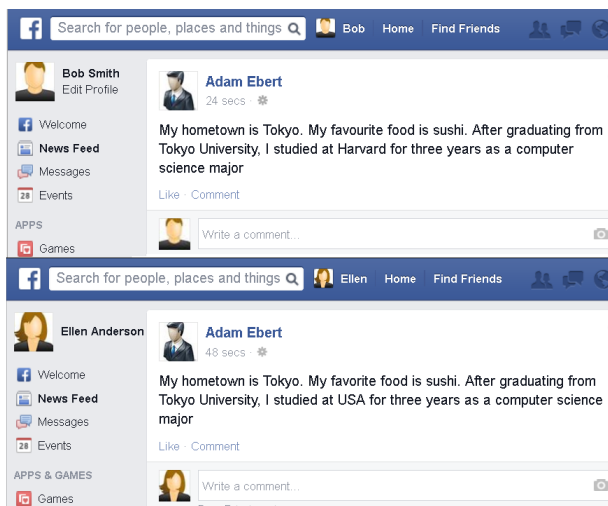 Search for people, places and things Bob Home Find Friends
Bob Smith
Edit Profile
Adam Ebert
24 secs ·
Welcome
News Feed
Messages
28 Events
APPS
Games
My hometown is Tokyo. My favourite food is sushi. After graduating from
Tokyo University, I studied at Harvard for three years as a computer
science major
Like · Comment
Write a comment...
Search for people, places and things Ellen Home Find Friends
Ellen Anderson
Adam Ebert
48 secs ·
Welcome
News Feed
Messages
28 Events
APPS & GAMES
Games
My hometown is Tokyo. My favorite food is sushi. After graduating from
Tokyo University, I studied at USA for three years as a computer science
major
Like · Comment
Write a comment...